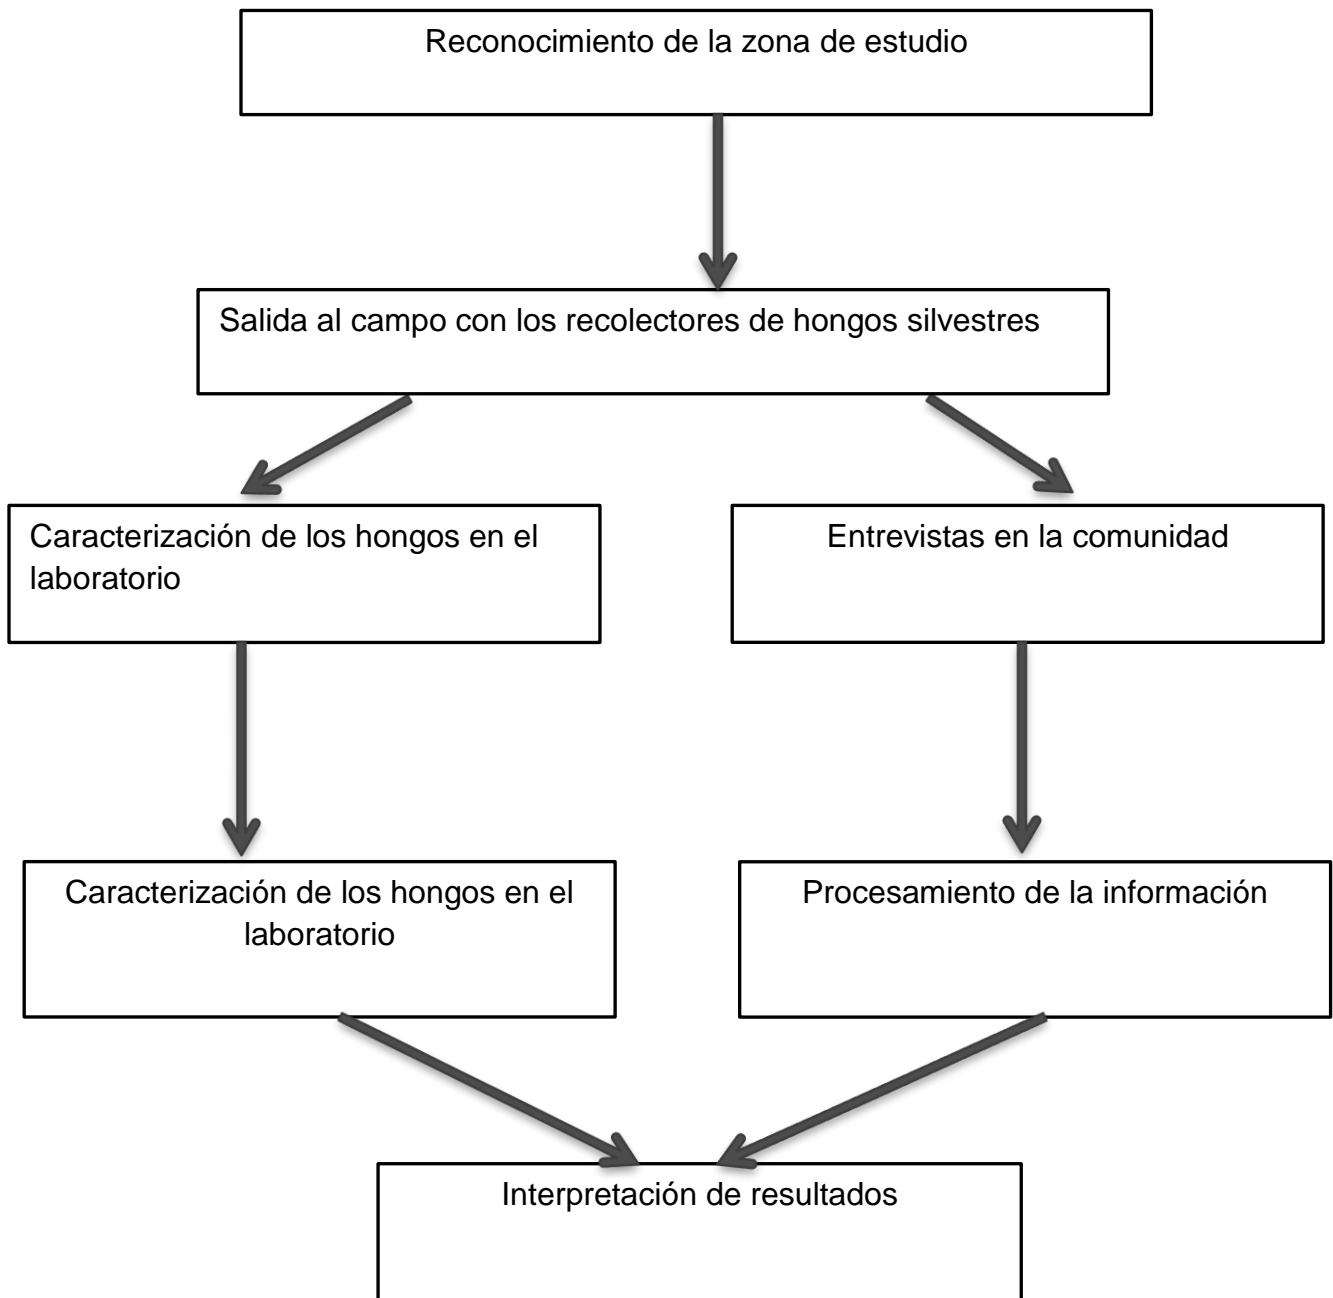 Reconocimiento de la zona de estudio
Salida al campo con los recolectores de hongos silvestres
Caracterización de los hongos en el
laboratorio
Entrevistas en la comunidad
Caracterización de los hongos en el
laboratorio
Procesamiento de la información
Interpretación de resultados